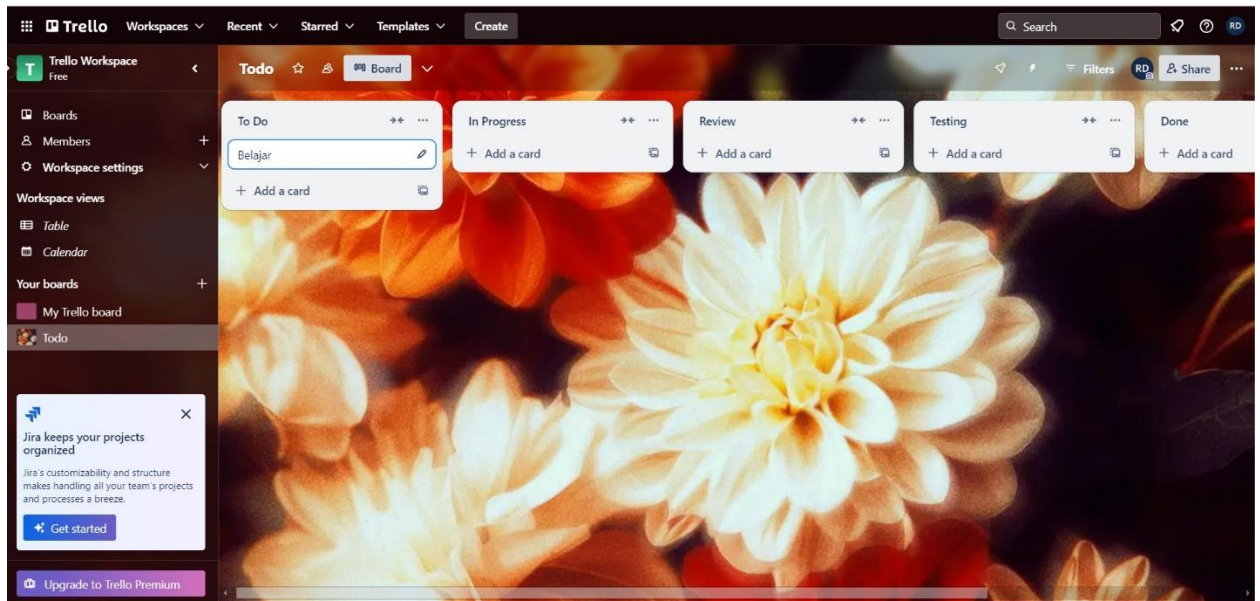 Trello Workspaces Recent Starred Templates Create Search RD
T Trello Workspace
Free
Todo Board Filters RD Share
Boards
Members
Workspace settings
Workspace views
Table
Calendar
Your boards
My Trello board
Todo
Jira keeps your projects
organized
Jira's customizability and structure
makes handling all your team's projects
and processes a breeze.
Get started
Upgrade to Trello Premium
To Do
Belajar
+ Add a card
In Progress
+ Add a card
Review
+ Add a card
Testing
+ Add a card
Done
+ Add a card